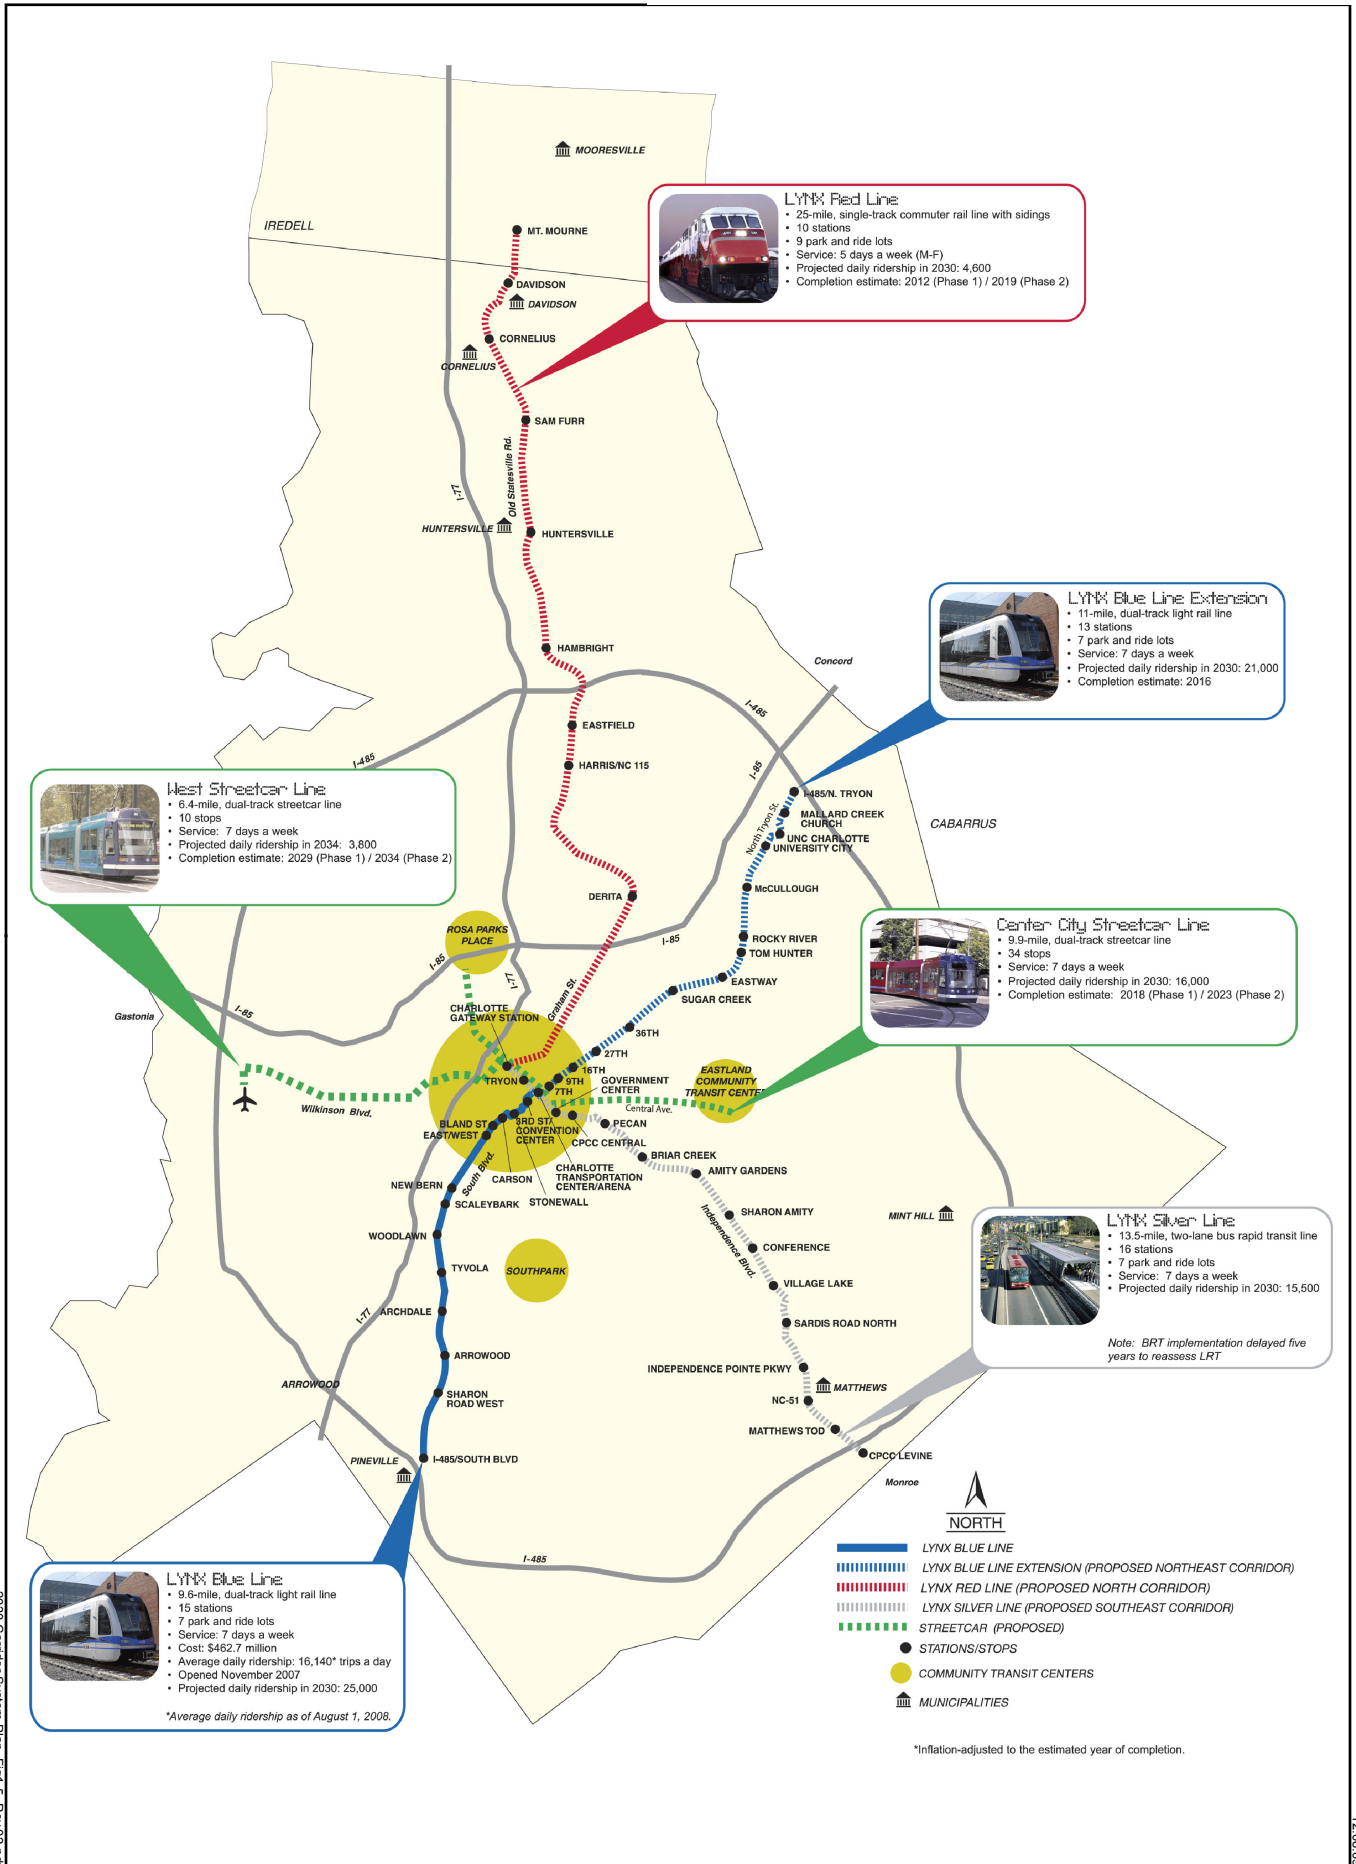 MOORESVILLE
IREDELL
MT. MOURNE
DAVIDSON
DAVIDSON
CORNELIUS
CORNELIUS
SAM FURR
Old Statesville Rd.
I-77
HUNTERSVILLE
HUNTERSVILLE
HAMBRIGHT
LYNX Red Line
• 25-mile, single-track commuter rail line with sidings
• 10 stations
• 9 park and ride lots
• Service: 5 days a week (M-F)
• Projected daily ridership in 2030: 4,600
• Completion estimate: 2012 (Phase 1) / 2019 (Phase 2)
LYNX Blue Line Extension
• 11-mile, dual-track light rail line
• 13 stations
• 7 park and ride lots
• Service: 7 days a week
• Projected daily ridership in 2030: 21,000
• Completion estimate: 2016
Concord
I-485
EASTFIELD
I-485
HARRIS/NC 115
I-85
I-485/N. TRYON
MALLARD CREEK
CHURCH
North Tryon St.
UNC CHARLOTTE
UNIVERSITY CITY
CABARRUS
McCULLOUGH
DERITA
ROCKY RIVER
TOM HUNTER
EASTWAY
SUGAR CREEK
36TH
27TH
16TH
West Streetcar Line
• 6.4-mile, dual-track streetcar line
• 10 stops
• Service: 7 days a week
• Projected daily ridership in 2034: 3,800
• Completion estimate: 2029 (Phase 1) / 2034 (Phase 2)
Center City Streetcar Line
• 9.9-mile, dual-track streetcar line
• 34 stops
• Service: 7 days a week
• Projected daily ridership in 2030: 16,000
• Completion estimate: 2018 (Phase 1) / 2023 (Phase 2)
ROSA PARKS
PLACE
I-85
I-85
I-77
Graham St.
CHARLOTTE
GATEWAY STATION
Gastonia
I-85
Wilkinson Blvd.
TRYON
9TH
7TH
GOVERNMENT
CENTER
EASTLAND
COMMUNITY
TRANSIT CENTER
Central Ave.
BLAND ST
EAST/WEST
3RD ST/
CONVENTION
CENTER
CPCC CENTRAL
PECAN
BRIAR CREEK
AMITY GARDENS
CHARLOTTE
TRANSPORTATION
CENTER/ARENA
CARSON
STONEWALL
South Blvd.
NEW BERN
SCALEYBARK
WOODLAWN
TYVOLA
SOUTHPARK
ARCHDALE
I-77
ARROWOOD
ARROWOOD
SHARON
ROAD WEST
PINEVILLE
I-485/SOUTH BLVD
SHARON AMITY
Independence Blvd.
CONFERENCE
VILLAGE LAKE
SARDIS ROAD NORTH
INDEPENDENCE POINTE PKWY
MATTHEWS
NC-51
MATTHEWS TOD
CPCC LEVINE
Monroe
MINT HILL
LYNX Silver Line
• 13.5-mile, two-lane bus rapid transit line
• 16 stations
• 7 park and ride lots
• Service: 7 days a week
• Projected daily ridership in 2030: 15,500
Note: BRT implementation delayed five
years to reassess LRT
I-485
LYNX Blue Line
• 9.6-mile, dual-track light rail line
• 15 stations
• 7 park and ride lots
• Service: 7 days a week
• Cost: $462.7 million
• Average daily ridership: 16,140* trips a day
• Opened November 2007
• Projected daily ridership in 2030: 25,000
*Average daily ridership as of August 1, 2008.
NORTH
LYNX BLUE LINE
LYNX BLUE LINE EXTENSION (PROPOSED NORTHEAST CORRIDOR)
LYNX RED LINE (PROPOSED NORTH CORRIDOR)
LYNX SILVER LINE (PROPOSED SOUTHEAST CORRIDOR)
STREETCAR (PROPOSED)
STATIONS/STOPS
COMMUNITY TRANSIT CENTERS
MUNICIPALITIES
*Inflation-adjusted to the estimated year of completion.